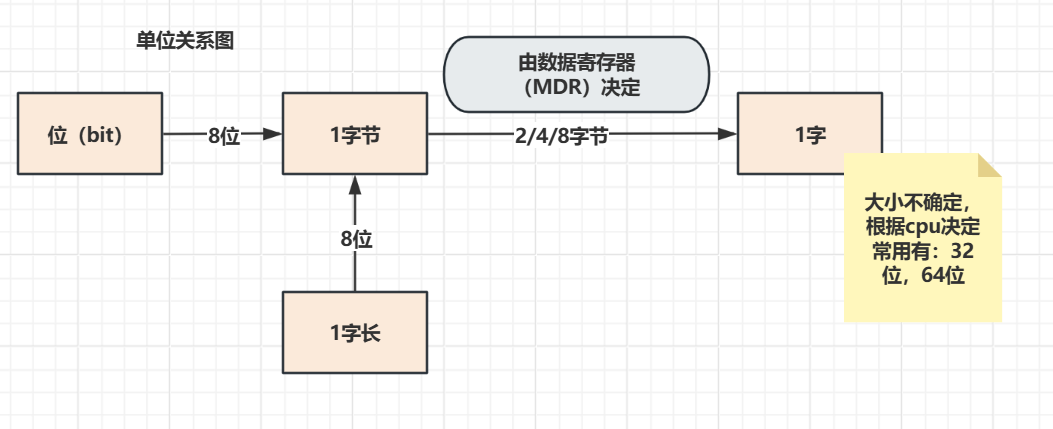 单位关系图
由数据寄存器
（MDR）决定
位（bit）
8位
1字节
2/4/8字节
1字
大小不确定，
根据cpu决定
常用有：32
位，64位
8位
1字长